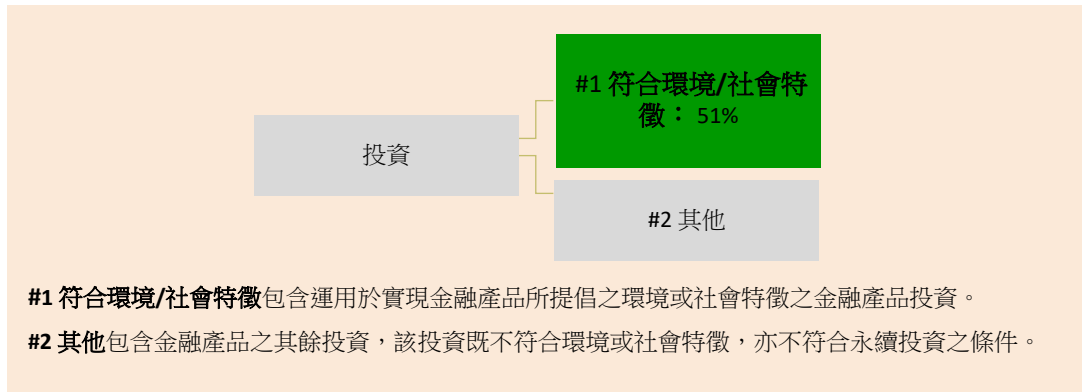 #1 符合環境/社會特
徵： 51%
投資
#2 其他
#1 符合環境/社會特徵包含運用於實現金融產品所提倡之環境或社會特徵之金融產品投資。
#2 其他包含金融產品之其餘投資，該投資既不符合環境或社會特徵，亦不符合永續投資之條件。